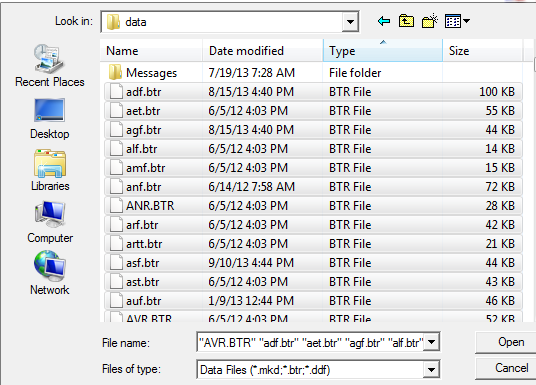 Look in: data
Name Date modified Type Size
Messages 7/19/13 7:28 AM File folder
adf.btr 8/15/13 4:40 PM BTR File 100 KB
aet.btr 6/5/12 4:03 PM BTR File 55 KB
agf.btr 8/15/13 4:40 PM BTR File 44 KB
alf.btr 6/5/12 4:03 PM BTR File 14 KB
amf.btr 6/5/12 4:03 PM BTR File 15 KB
anf.btr 6/14/12 7:58 AM BTR File 72 KB
ANR.BTR 6/5/12 4:03 PM BTR File 28 KB
arf.btr 6/5/12 4:03 PM BTR File 42 KB
artt.btr 6/5/12 4:03 PM BTR File 21 KB
asf.btr 9/10/13 4:44 PM BTR File 44 KB
ast.btr 6/5/12 4:03 PM BTR File 43 KB
auf.btr 1/9/13 12:44 PM BTR File 46 KB
AVR.BTR 6/5/12 4:03 PM BTR File 52 KB
Recent Places
Desktop
Libraries
Computer
Network
File name: "AVR.BTR" "adf.btr" "aet.btr" "agf.btr" "alf.btr" Open
Files of type: Data Files (*.mkd;*.btr;*.ddf) Cancel